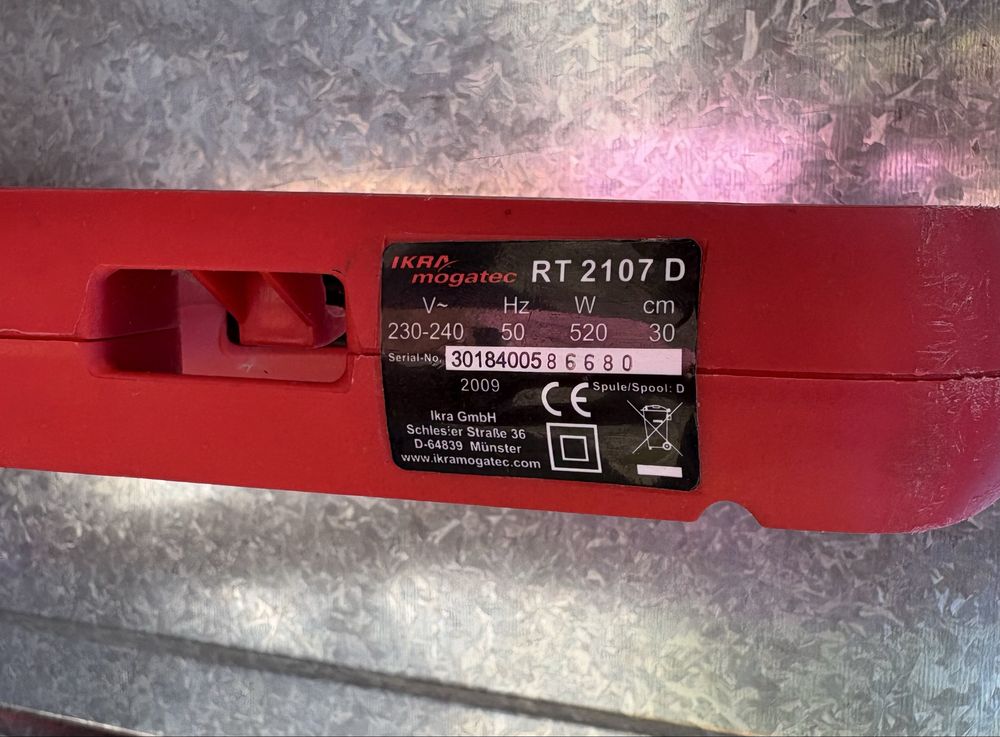 IKRA
mogatec RT 2107 D
V~ Hz W cm
230-240 50 520 30
Serial-No. 3018400586680
2009 CE Spule/Spool: D
Ikra GmbH
Schlesier Straße 36
D-64839 Münster
www.ikramogatec.com